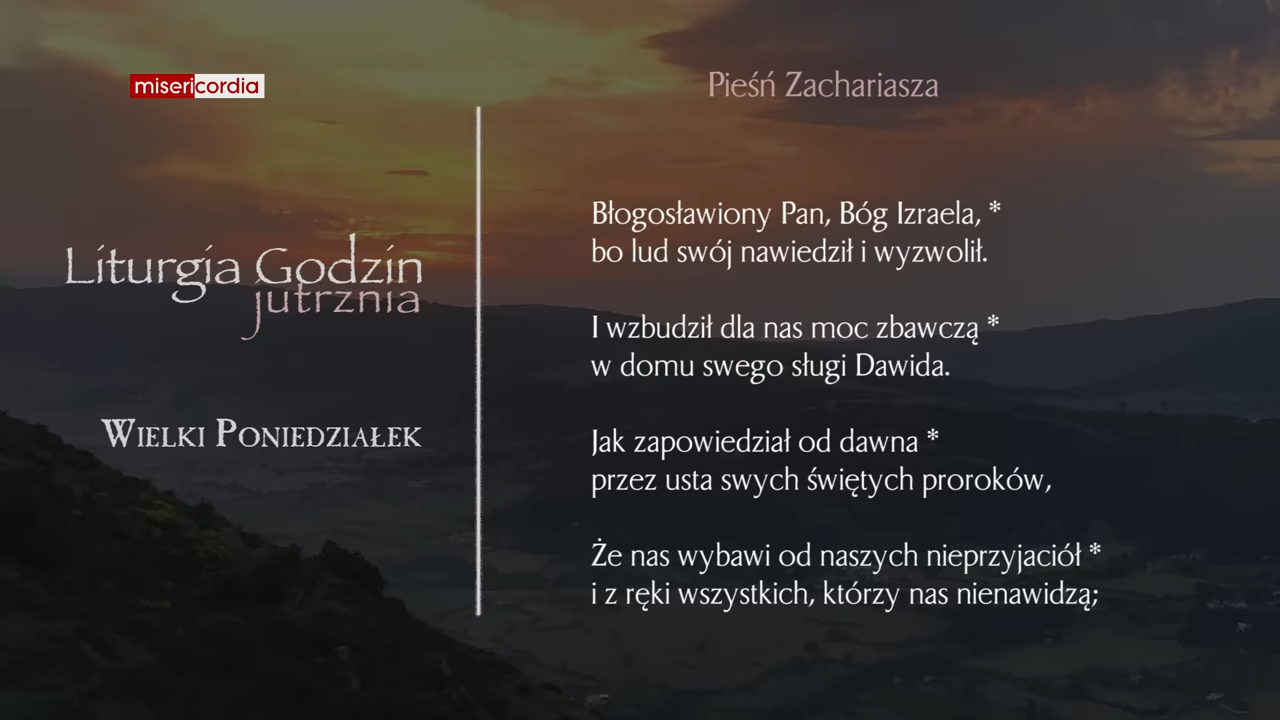 misericordia
Liturgia Godzin
jutrznia
Wielki Poniedziałek
Pieśń Zachariasza
Błogosławiony Pan, Bóg Izraela, *
bo lud swój nawiedził i wyzwolił.
I wzbudził dla nas moc zbawczą *
w domu swego sługi Dawida.
Jak zapowiedział od dawna *
przez usta swych świętych proroków,
Że nas wybawi od naszych nieprzyjaciół *
i z ręki wszystkich, którzy nas nienawidzą;